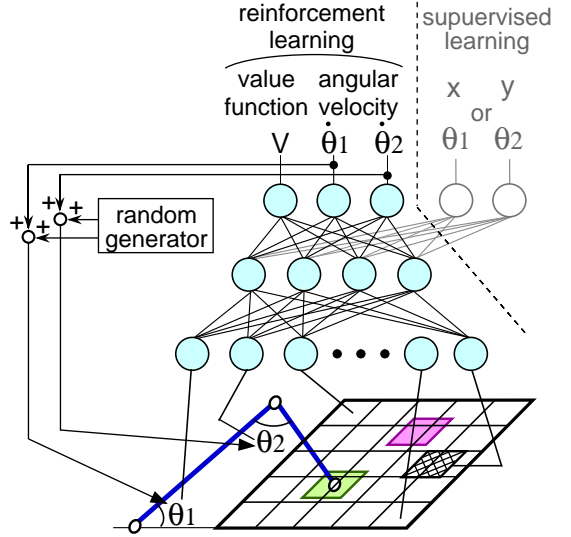 reinforcement
learning
supuervised
learning
value
function
angular
velocity
x
y
or
V
θ̇1
θ̇2
θ1
θ2
+
+
+
+
random
generator
θ2
θ1